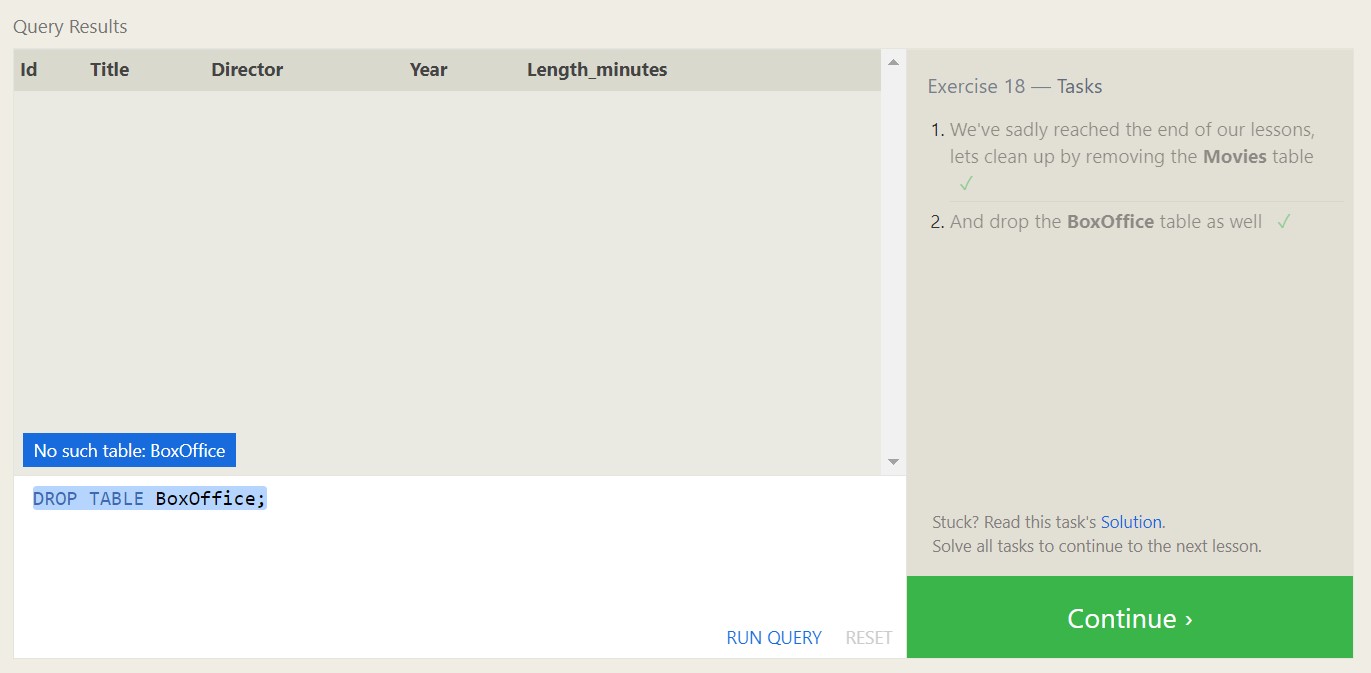 Query Results
Id Title Director Year Length_minutes
No such table: BoxOffice
DROP TABLE BoxOffice;
RUN QUERY RESET
Exercise 18 — Tasks
1. We've sadly reached the end of our lessons,
lets clean up by removing the Movies table
✓
2. And drop the BoxOffice table as well ✓
Stuck? Read this task's Solution.
Solve all tasks to continue to the next lesson.
Continue ›